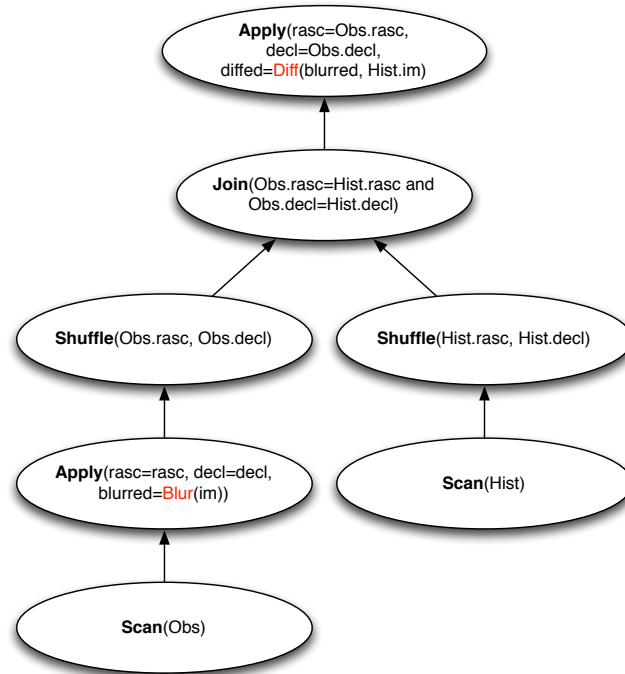 Apply(rasc=Obs.rasc,
decl=Obs.decl,
diffed=Diff(blurred, Hist.im)
Join(Obs.rasc=Hist.rasc and
Obs.decl=Hist.decl)
Shuffle(Obs.rasc, Obs.decl)
Shuffle(Hist.rasc, Hist.decl)
Apply(rasc=rasc, decl=decl,
blurred=Blur(im))
Scan(Hist)
Scan(Obs)